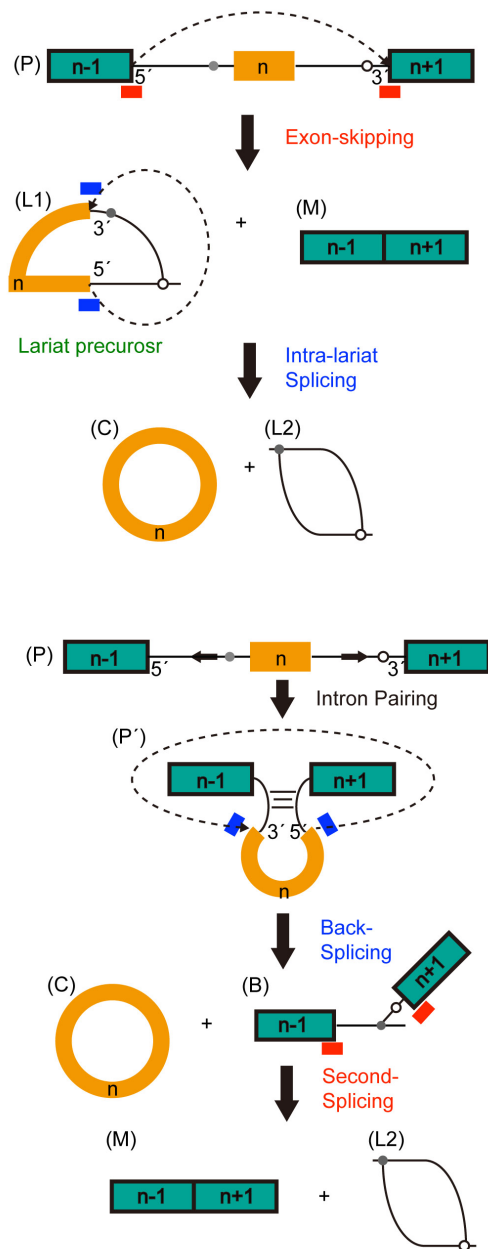 (P) n-1 5´ n 3´ n+1
Exon-skipping
(L1) 3´ 5´ n
+
(M) n-1 n+1
Lariat precurosr
Intra-lariat
Splicing
(C) n
+
(L2)
(P) n-1 5´ n 3´ n+1
Intron Pairing
(P´)
n-1 n+1
3´ 5´
n
Back-
Splicing
(C) n
+
(B) n-1 n+1
Second-
Splicing
(M) n-1 n+1
+
(L2)